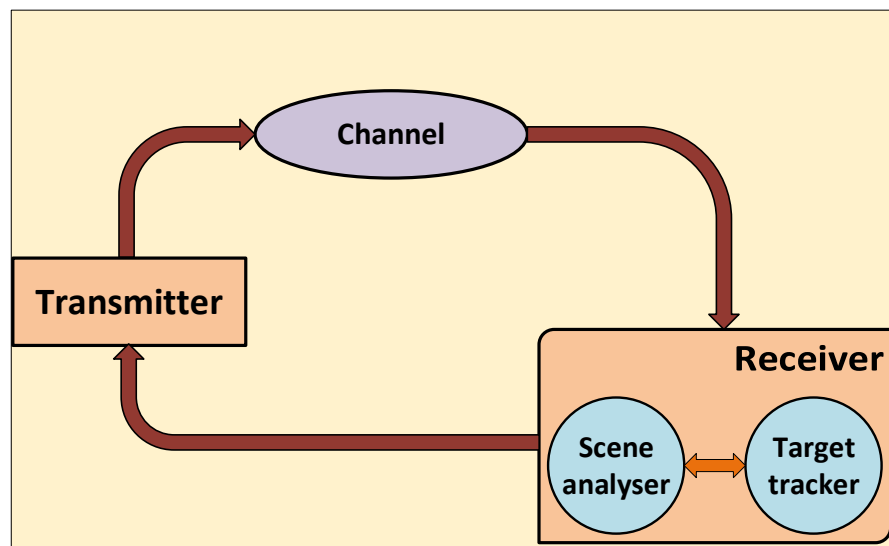 Channel
Transmitter
Receiver
Scene
analyser
Target
tracker